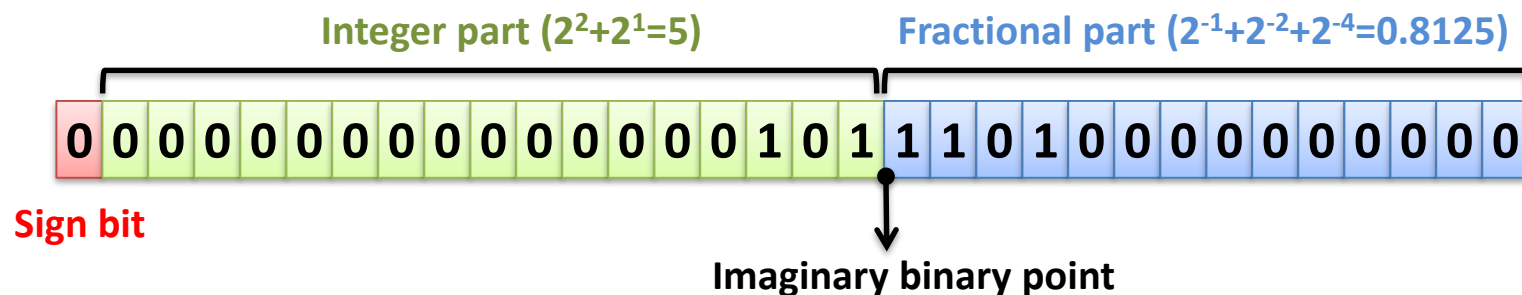 Integer part (2²+2¹=5)
Fractional part (2⁻¹+2⁻²+2⁻⁴=0.8125)
0 0 0 0 0 0 0 0 0 0 0 0 0 0 0 1 0 1 1 1 0 1 0 0 0 0 0 0 0 0 0 0
Sign bit
Imaginary binary point